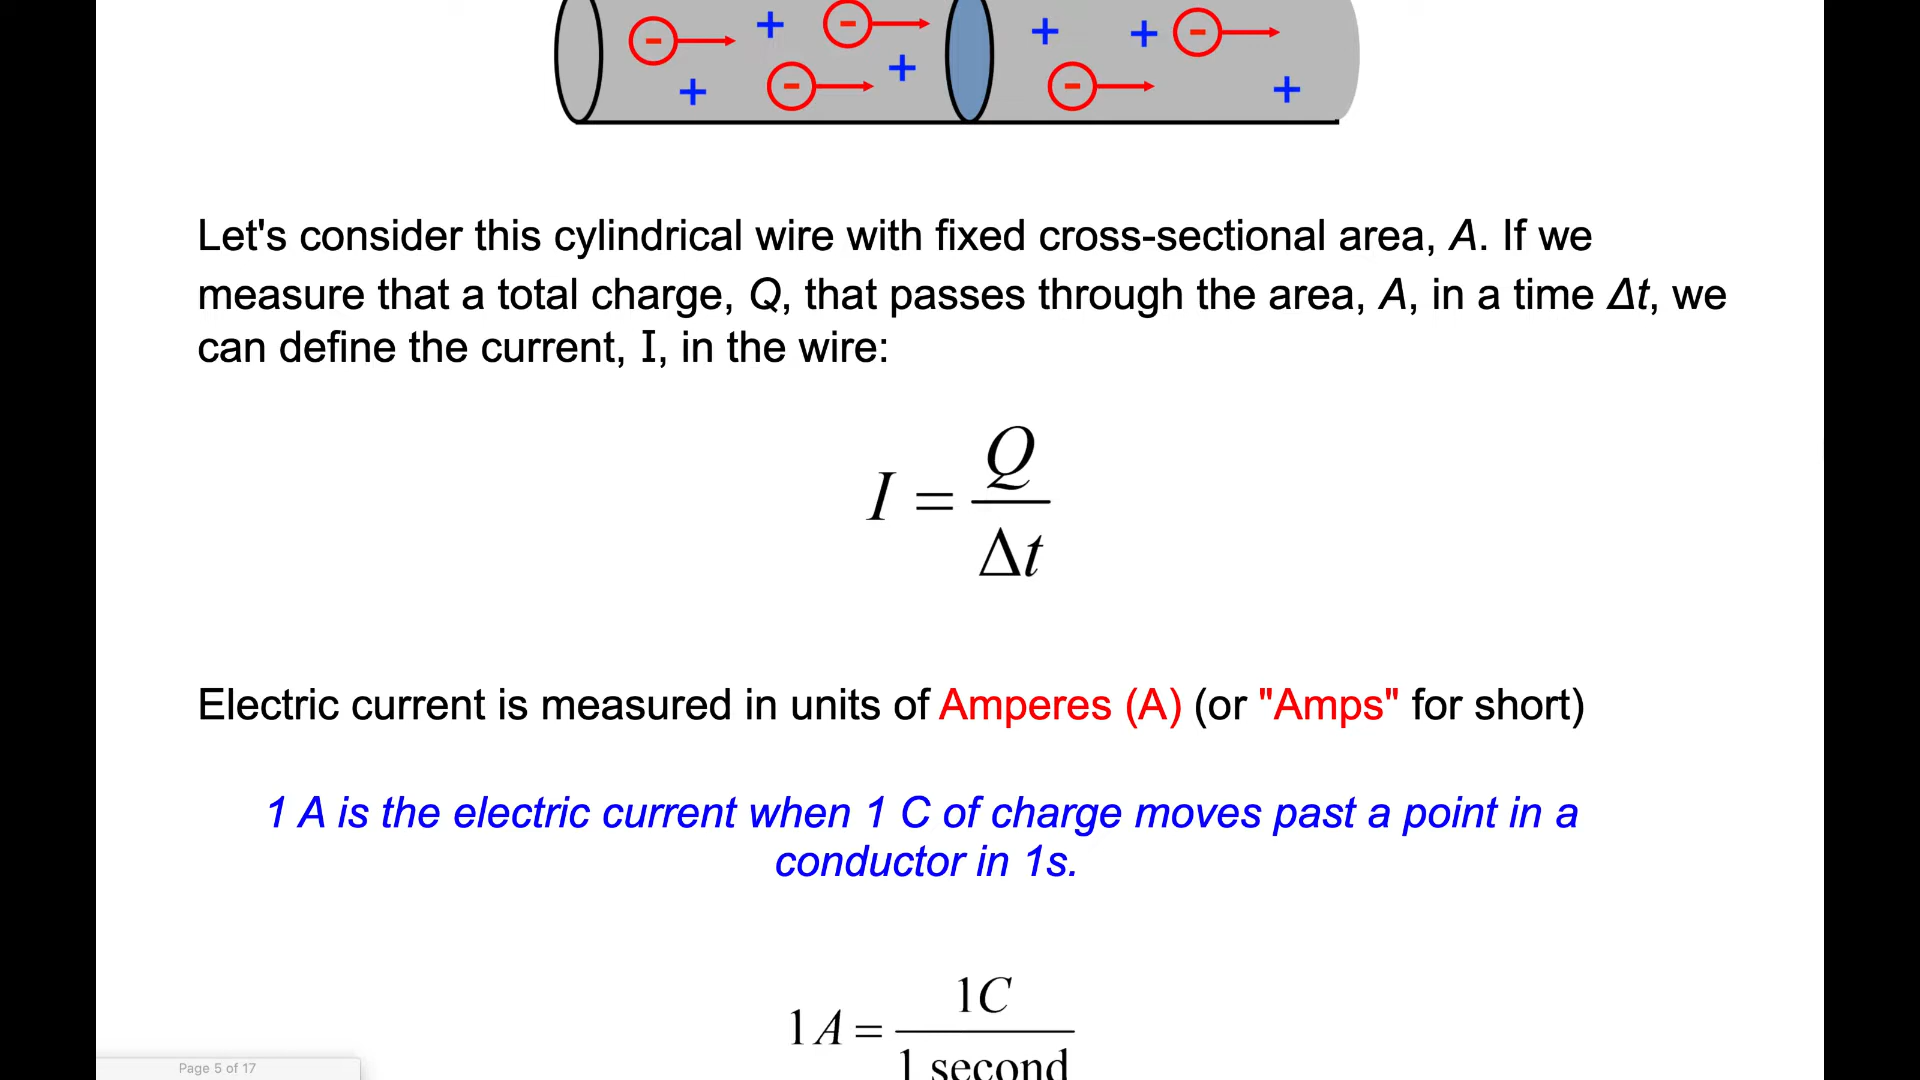 - + - + + + -
+ - + - +
Let's consider this cylindrical wire with fixed cross-sectional area, A. If we
measure that a total charge, Q, that passes through the area, A, in a time Δt, we
can define the current, I, in the wire:
I = Q / Δt
Electric current is measured in units of Amperes (A) (or "Amps" for short)
1 A is the electric current when 1 C of charge moves past a point in a
conductor in 1s.
1 A = 1C / 1 second
Page 5 of 17